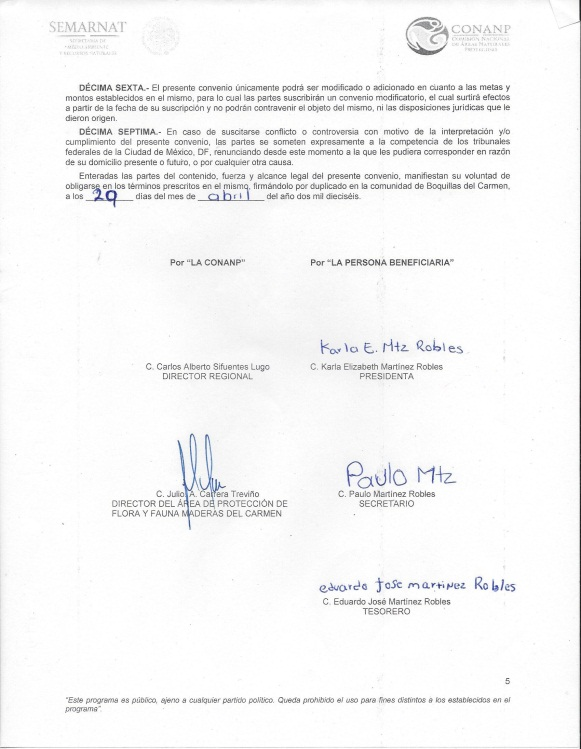 SEMARNAT
SECRETARÍA DE
MEDIO AMBIENTE
Y RECURSOS NATURALES
CONANP
COMISIÓN NACIONAL
DE ÁREAS NATURALES
PROTEGIDAS
DÉCIMA SEXTA.- El presente convenio únicamente podrá ser modificado o adicionado en cuanto a las metas y
montos establecidos en el mismo, para lo cual las partes suscribirán un convenio modificatorio, el cual surtirá efectos
a partir de la fecha de su suscripción y no podrán contravenir el objeto del mismo, ni las disposiciones jurídicas que le
dieron origen.
DÉCIMA SEPTIMA.- En caso de suscitarse conflicto o controversia con motivo de la interpretación y/o
cumplimiento del presente convenio, las partes se someten expresamente a la competencia de los tribunales
federales de la Ciudad de México, DF, renunciando desde este momento a la que les pudiera corresponder en razón
de su domicilio presente o futuro, o por cualquier otra causa.
Enteradas las partes del contenido, fuerza y alcance legal del presente convenio, manifiestan su voluntad de
obligarse en los términos prescritos en el mismo, firmándolo por duplicado en la comunidad de Boquillas del Carmen,
a los 29 días del mes de abril del año dos mil dieciséis.
Por “LA CONANP” Por “LA PERSONA BENEFICIARIA”
Karla E. Mtz Robles
C. Carlos Alberto Sifuentes Lugo C. Karla Elizabeth Martínez Robles
DIRECTOR REGIONAL PRESIDENTA
Paulo Mtz
C. Julio A. Carrera Treviño C. Paulo Martínez Robles
DIRECTOR DEL ÁREA DE PROTECCIÓN DE SECRETARIO
FLORA Y FAUNA MADERAS DEL CARMEN
eduardo Jose martinez Robles
C. Eduardo José Martínez Robles
TESORERO
5
“Este programa es público, ajeno a cualquier partido político. Queda prohibido el uso para fines distintos a los establecidos en el
programa”.